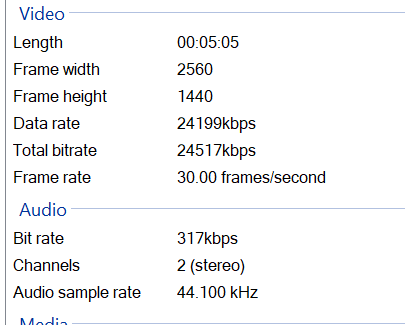 Video
Length 00:05:05
Frame width 2560
Frame height 1440
Data rate 24199kbps
Total bitrate 24517kbps
Frame rate 30.00 frames/second
Audio
Bit rate 317kbps
Channels 2 (stereo)
Audio sample rate 44.100 kHz
Media